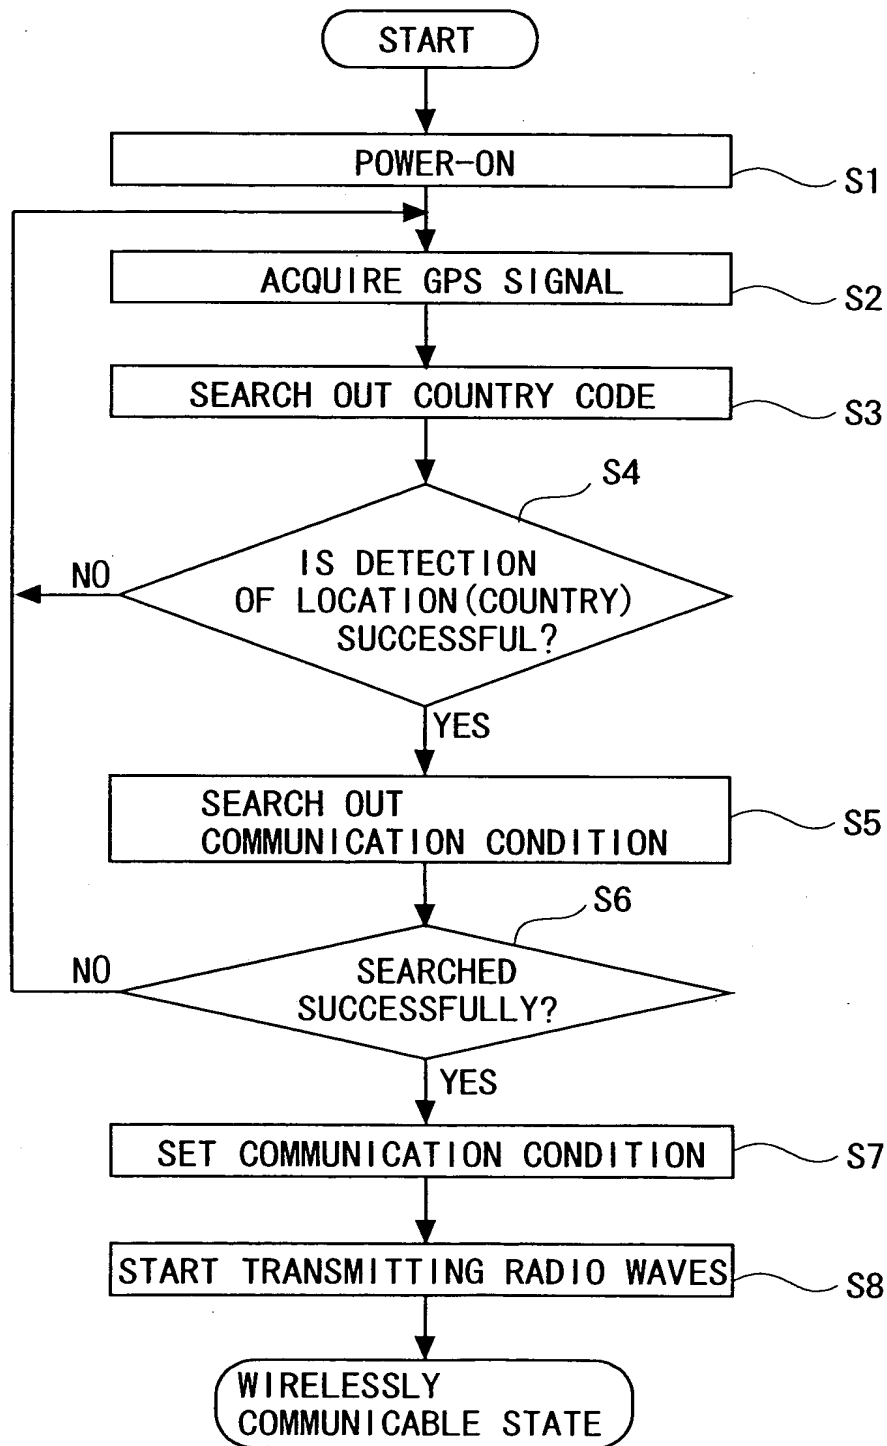 START
POWER-ON
S1
ACQUIRE GPS SIGNAL
S2
SEARCH OUT COUNTRY CODE
S3
S4
IS DETECTION
OF LOCATION(COUNTRY)
SUCCESSFUL?
NO
YES
SEARCH OUT
COMMUNICATION CONDITION
S5
S6
SEARCHED
SUCCESSFULLY?
NO
YES
SET COMMUNICATION CONDITION
S7
START TRANSMITTING RADIO WAVES
S8
WIRELESSLY
COMMUNICABLE STATE